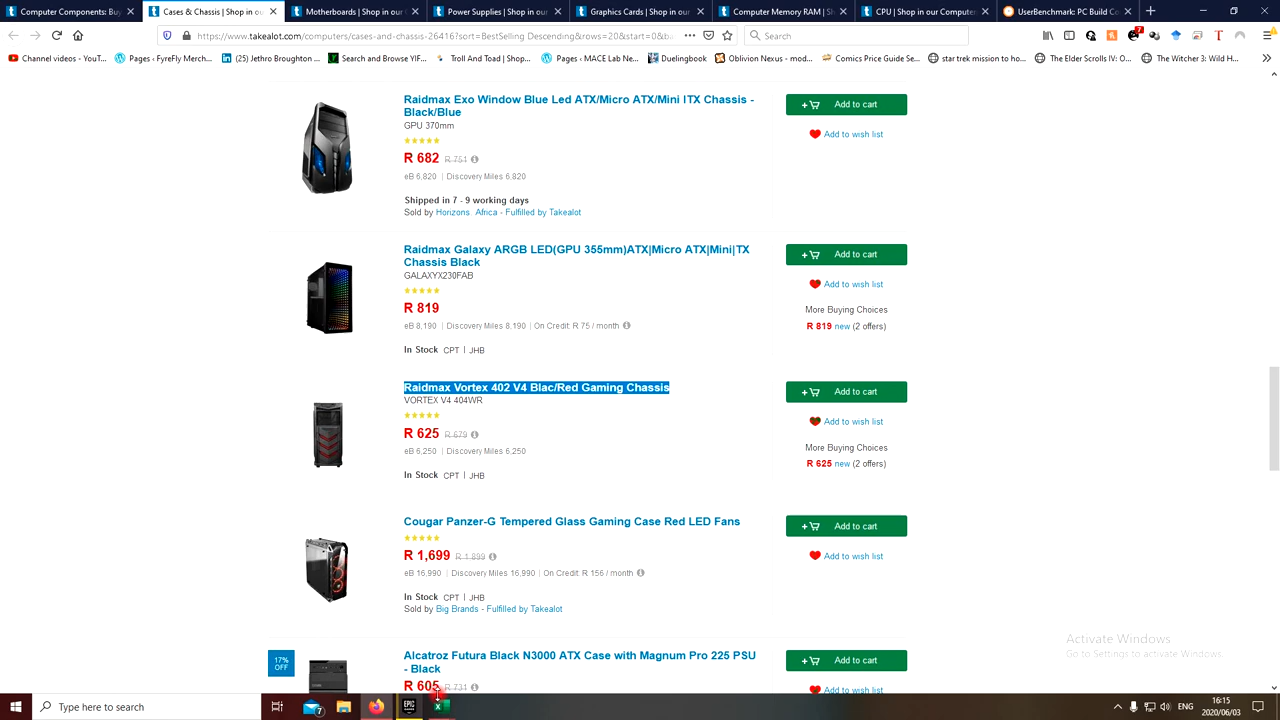 Computer Components: Buy
Cases & Chassis | Shop in our
Motherboards | Shop in our
Power Supplies | Shop in our
Graphics Cards | Shop in our
Computer Memory RAM | Sh
CPU | Shop in our Computer
UserBenchmark: PC Build Co
https://www.takealot.com/computers/cases-and-chassis-26416?sort=BestSelling Descending&rows=20&start=0&b
Search
Channel videos - YouT...
Pages - FyreFly Merch...
(25) Jethro Broughton ...
Search and Browse YIF...
Troll And Toad | Shop...
Pages - MACE Lab Ne...
Duelingbook
Oblivion Nexus - mod...
Comics Price Guide Se...
star trek mission to ho...
The Elder Scrolls IV: O...
The Witcher 3: Wild H...
Raidmax Exo Window Blue Led ATX/Micro ATX/Mini ITX Chassis -
Black/Blue
GPU 370mm
R 682 R 751
eB 6,820 | Discovery Miles 6,820
Shipped in 7 - 9 working days
Sold by Horizons. Africa - Fulfilled by Takealot
Add to cart
Add to wish list
Raidmax Galaxy ARGB LED(GPU 355mm)ATX|Micro ATX|Mini|TX
Chassis Black
GALAXYX230FAB
R 819
eB 8,190 | Discovery Miles 8,190 | On Credit: R 75 / month
In Stock CPT | JHB
Add to cart
Add to wish list
More Buying Choices
R 819 new (2 offers)
Raidmax Vortex 402 V4 Blac/Red Gaming Chassis
VORTEX V4 404WR
R 625 R 679
eB 6,250 | Discovery Miles 6,250
In Stock CPT | JHB
Add to cart
Add to wish list
More Buying Choices
R 625 new (2 offers)
Cougar Panzer-G Tempered Glass Gaming Case Red LED Fans
R 1,699 R 1 899
eB 16,990 | Discovery Miles 16,990 | On Credit: R 156 / month
In Stock CPT | JHB
Sold by Big Brands - Fulfilled by Takealot
Add to cart
Add to wish list
17%
OFF
Alcatroz Futura Black N3000 ATX Case with Magnum Pro 225 PSU
- Black
R 605 R 731
Add to cart
Add to wish list
Activate Windows
Go to Settings to activate Windows.
Type here to search
7
EPIC
16:15
2020/06/03